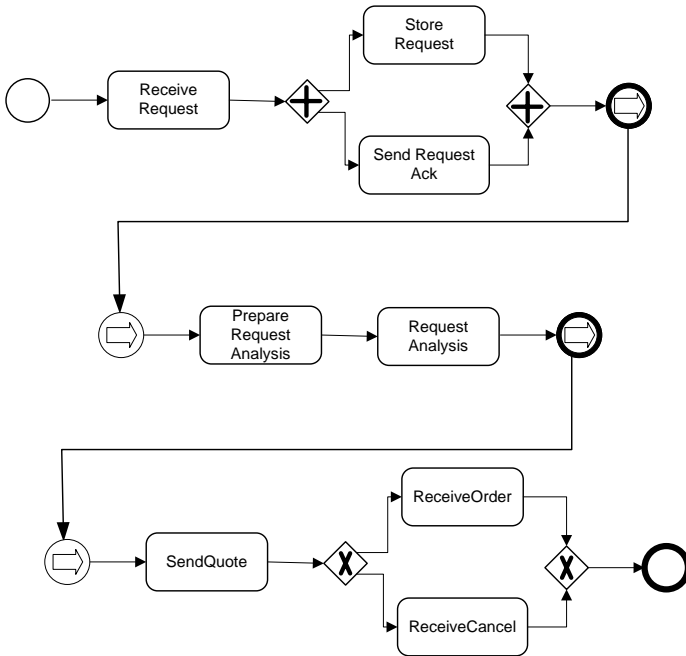 Store
Request
Receive
Request
Send Request
Ack
Prepare
Request
Analysis
Request
Analysis
ReceiveOrder
SendQuote
ReceiveCancel